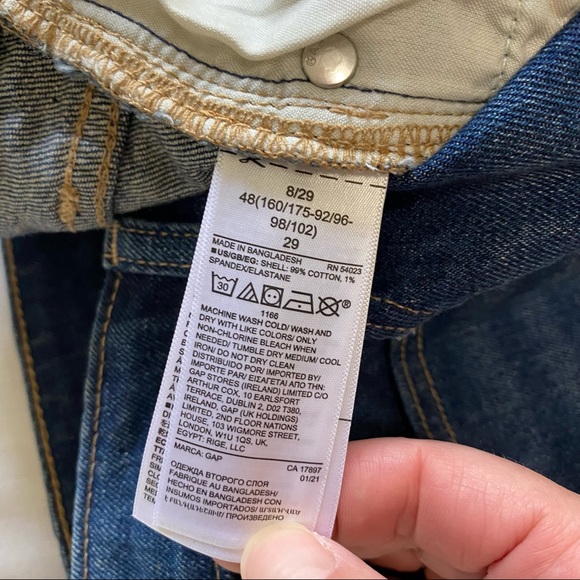 8/29
48(160/175-92/96-
98/102)
29
MADE IN BANGLADESH RN 54023
■US/GB/EG: SHELL: 99% COTTON, 1%
SPANDEX/ELASTANE
30
1166
MACHINE WASH COLD/ WASH AND
DRY WITH LIKE COLORS/ ONLY
NON-CHLORINE BLEACH WHEN
NEEDED/ TUMBLE DRY MEDIUM/ COOL
IRON/ DO NOT DRY CLEAN
DISTRIBUIDO POR/ IMPORTED BY/
IMPORTE PAR/ ΕΙΣΑΓΕΤΑΙ ΑΠΟ ΤΗΝ:
GAP STORES (IRELAND) LIMITED C/O
ARTHUR COX, 10 EARLSFORT
TERRACE, DUBLIN 2, D02 T380,
IRELAND, GAP (UK HOLDINGS)
LIMITED, 2ND FLOOR NATIONS
HOUSE, 103 WIGMORE STREET,
LONDON, W1U 1QS, UK.
EGYPT: RIGE, LLC
MARCA: GAP CA 17897
01/21
ОДЕЖДА ВТОРОГО СЛОЯ
FABRIQUE AU BANGLADESH/
HECHO EN BANGLADESH CON
INSUMOS IMPORTADOS/
ПРОИЗВЕДЕНО